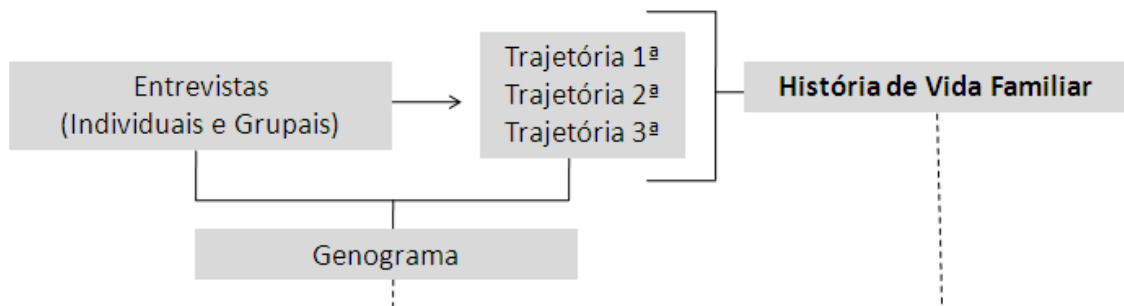 Entrevistas
(Individuais e Grupais)
Trajetória 1ª
Trajetória 2ª
Trajetória 3ª
História de Vida Familiar
Genograma